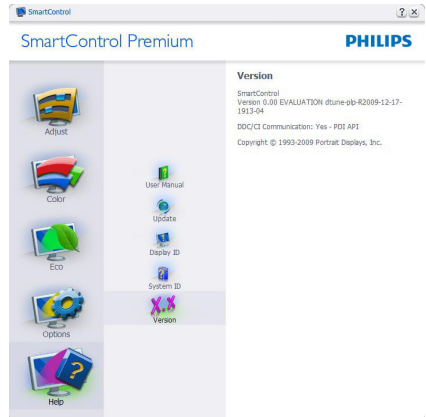 SmartControl
SmartControl Premium
PHILIPS
Adjust
Color
Eco
Options
Help
User Manual
Update
Display ID
System ID
X.X
Version
Version
SmartControl
Version 0.00 EVALUATION dtune-plp-R2009-12-17-
1913-04
DDC/CI Communication: Yes - PDI API
Copyright © 1993-2009 Portrait Displays, Inc.